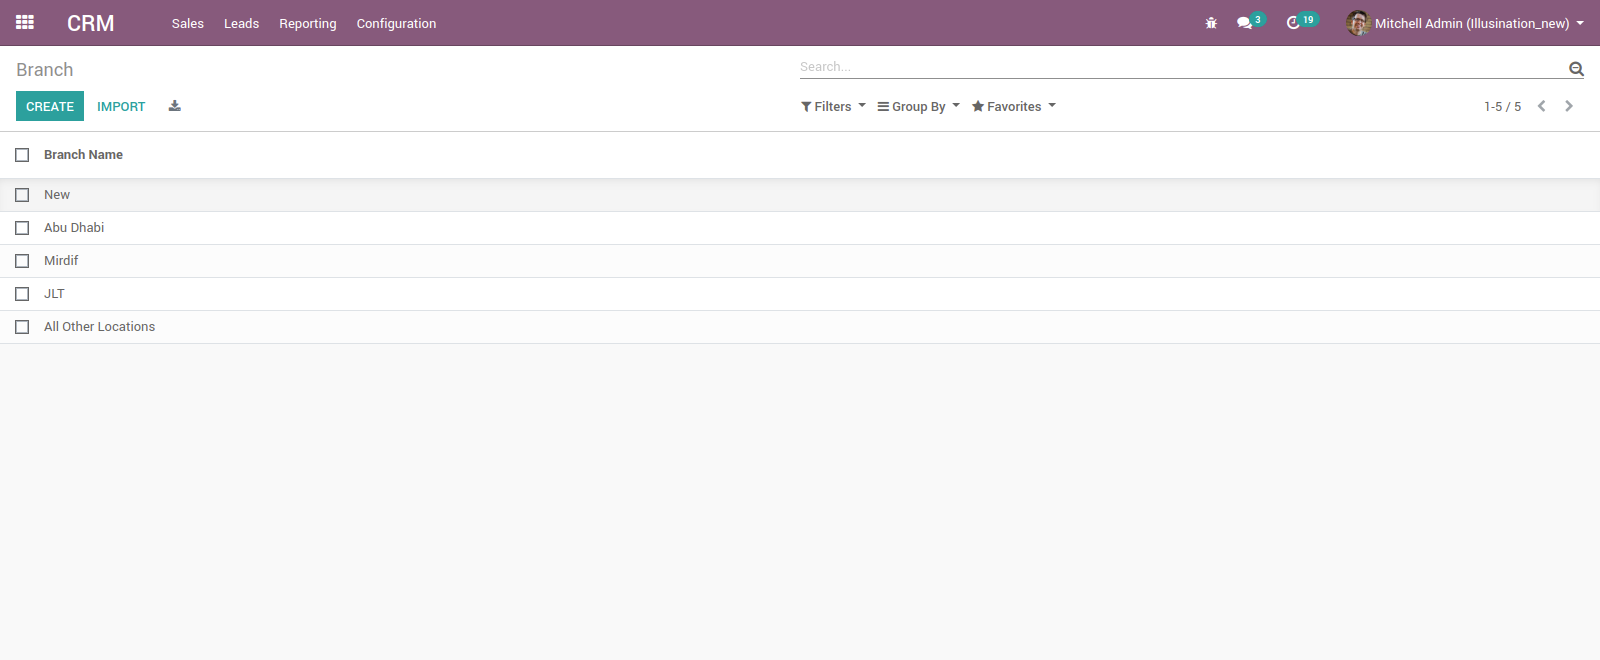 CRM Sales Leads Reporting Configuration 3 19 Mitchell Admin (Illusination_new)
Branch Search...
CREATE IMPORT Filters Group By Favorites 1-5 / 5
Branch Name
New
Abu Dhabi
Mirdif
JLT
All Other Locations